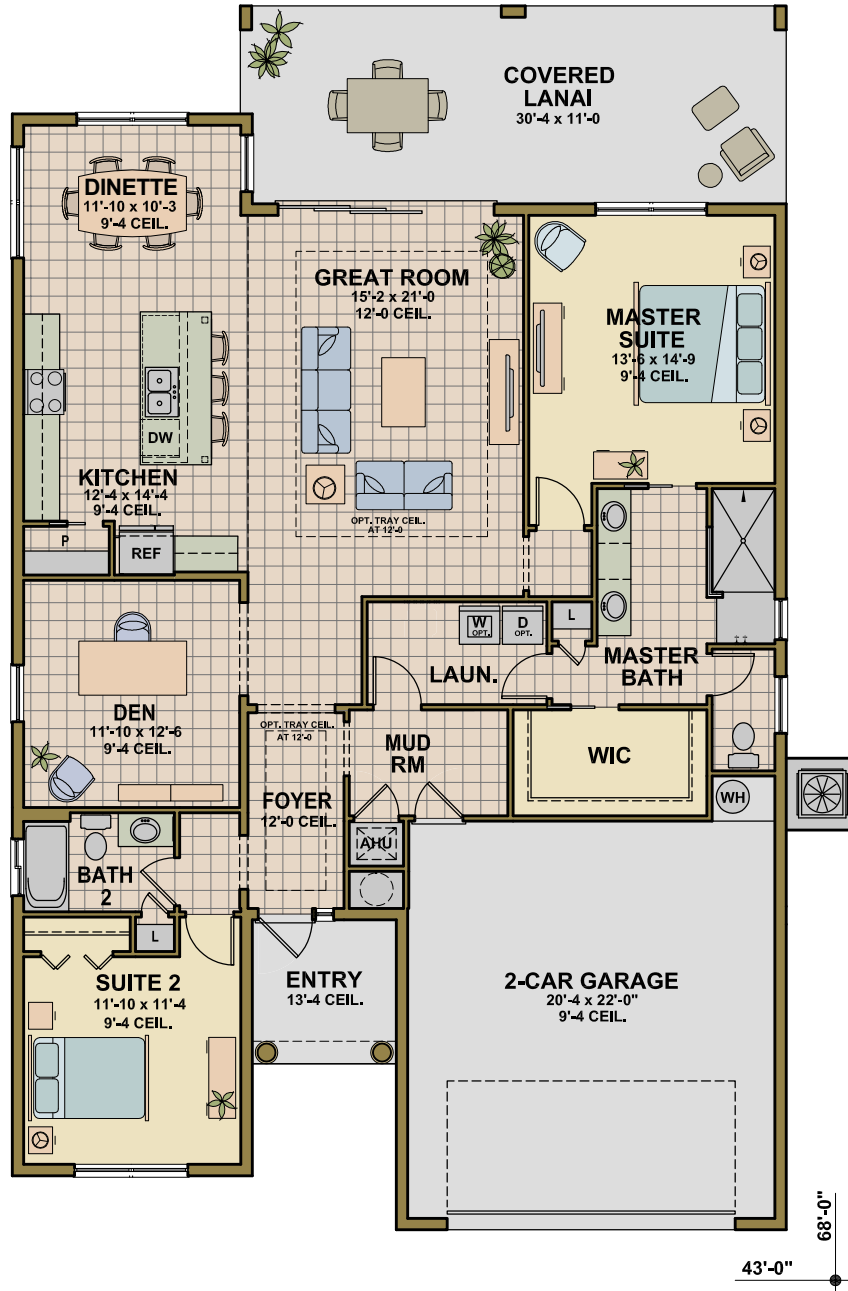 COVERED
LANAI
30'-4 x 11'-0
DINETTE
11'-10 x 10'-3
9'-4 CEIL.
GREAT ROOM
15'-2 x 21'-0
12'-0 CEIL.
MASTER
SUITE
13'-6 x 14'-9
9'-4 CEIL.
DW
KITCHEN
12'-4 x 14'-4
9'-4 CEIL.
OPT. TRAY CEIL.
AT 12'-0
P
REF
W
OPT.
D
OPT.
L
LAUN.
MASTER
BATH
DEN
11'-10 x 12'-6
9'-4 CEIL.
OPT. TRAY CEIL.
AT 12'-0
MUD
RM
WIC
FOYER
12'-0 CEIL.
WH
AHU
BATH
2
L
SUITE 2
11'-10 x 11'-4
9'-4 CEIL.
ENTRY
13'-4 CEIL.
2-CAR GARAGE
20'-4 x 22'-0"
9'-4 CEIL.
68'-0"
43'-0"